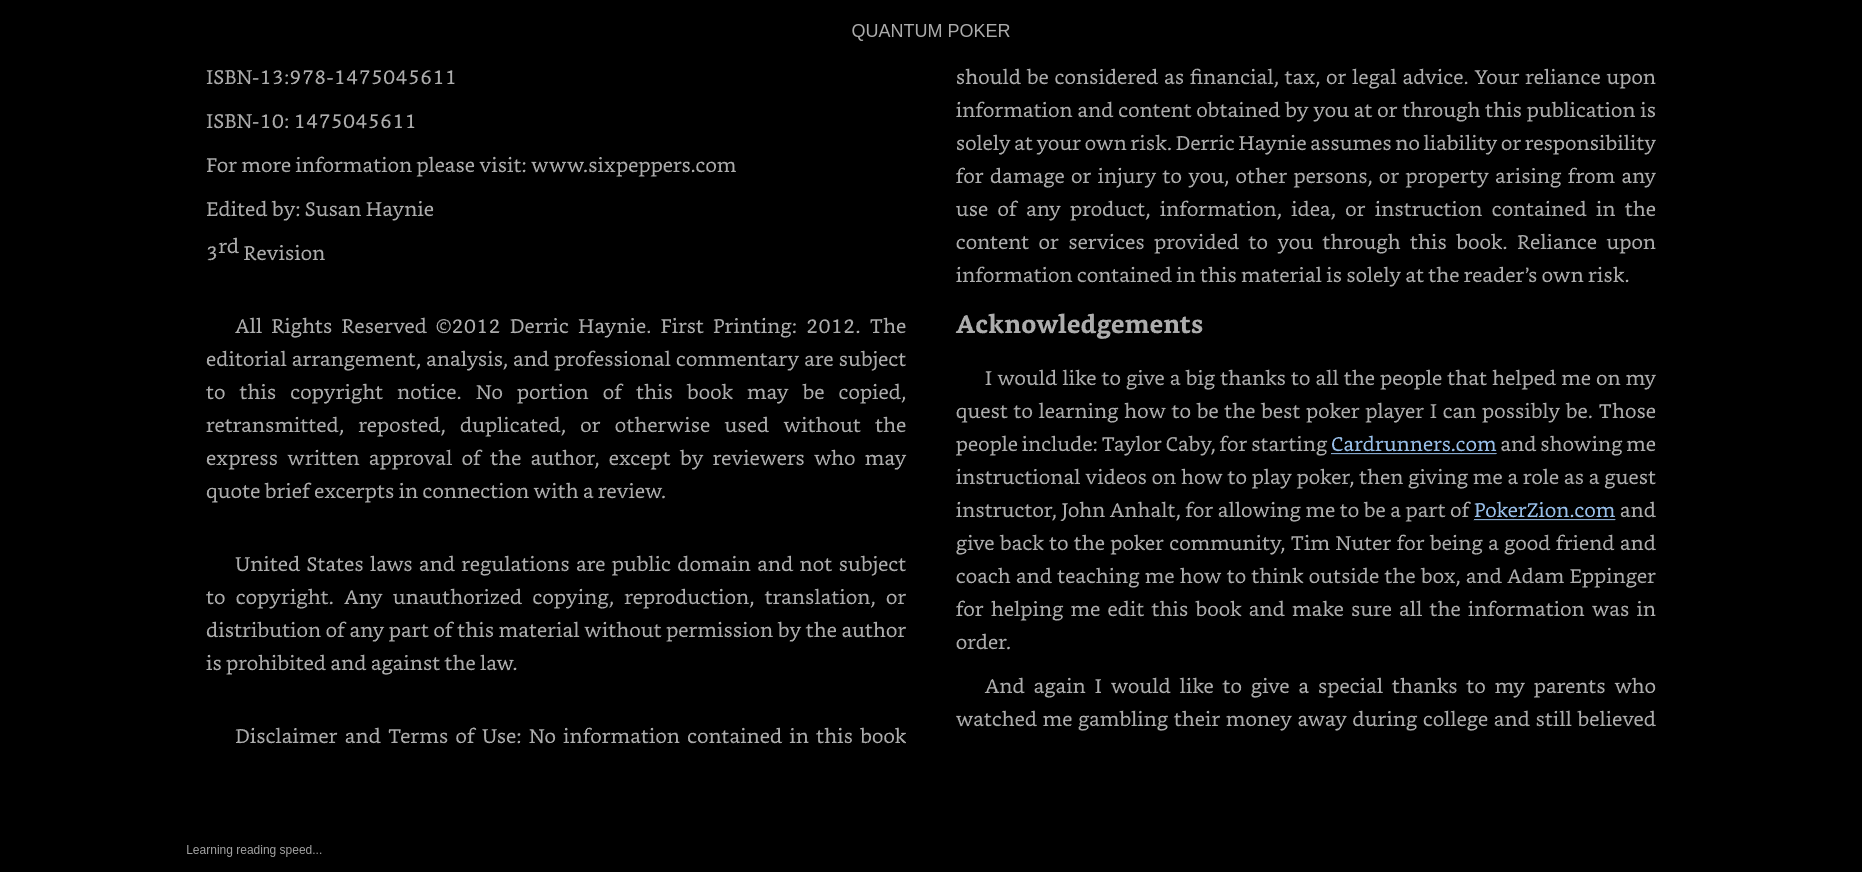 QUANTUM POKER
ISBN-13:978-1475045611
ISBN-10: 1475045611
For more information please visit: www.sixpeppers.com
Edited by: Susan Haynie
3rd Revision
All Rights Reserved ©2012 Derric Haynie. First Printing: 2012. The
editorial arrangement, analysis, and professional commentary are subject
to this copyright notice. No portion of this book may be copied,
retransmitted, reposted, duplicated, or otherwise used without the
express written approval of the author, except by reviewers who may
quote brief excerpts in connection with a review.
United States laws and regulations are public domain and not subject
to copyright. Any unauthorized copying, reproduction, translation, or
distribution of any part of this material without permission by the author
is prohibited and against the law.
Disclaimer and Terms of Use: No information contained in this book
should be considered as financial, tax, or legal advice. Your reliance upon
information and content obtained by you at or through this publication is
solely at your own risk. Derric Haynie assumes no liability or responsibility
for damage or injury to you, other persons, or property arising from any
use of any product, information, idea, or instruction contained in the
content or services provided to you through this book. Reliance upon
information contained in this material is solely at the reader’s own risk.
Acknowledgements
I would like to give a big thanks to all the people that helped me on my
quest to learning how to be the best poker player I can possibly be. Those
people include: Taylor Caby, for starting Cardrunners.com and showing me
instructional videos on how to play poker, then giving me a role as a guest
instructor, John Anhalt, for allowing me to be a part of PokerZion.com and
give back to the poker community, Tim Nuter for being a good friend and
coach and teaching me how to think outside the box, and Adam Eppinger
for helping me edit this book and make sure all the information was in
order.
And again I would like to give a special thanks to my parents who
watched me gambling their money away during college and still believed
Learning reading speed...